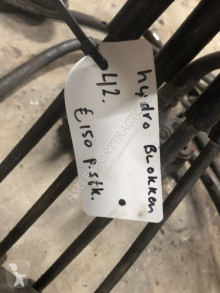 hydro BLOKKEN
42.
€150 p.stk.